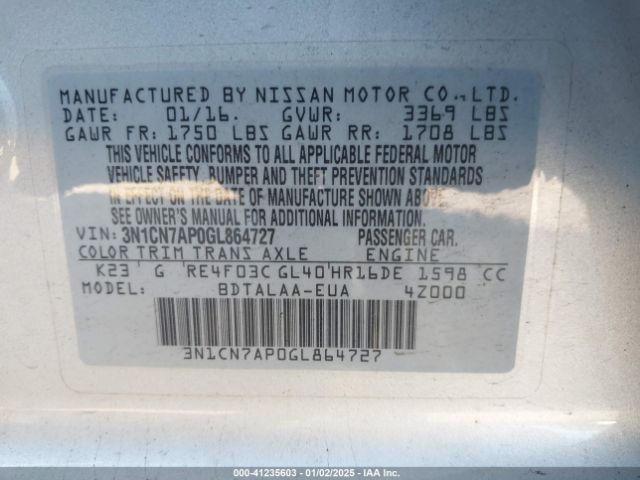 MANUFACTURED BY NISSAN MOTOR CO.,LTD.
DATE: 01/16. GVWR: 3369 LBS
GAWR FR: 1750 LBS GAWR RR: 1708 LBS
THIS VEHICLE CONFORMS TO ALL APPLICABLE FEDERAL MOTOR
VEHICLE SAFETY, BUMPER AND THEFT PREVENTION STANDARDS
IN EFFECT ON THE DATE OF MANUFACTURE SHOWN ABOVE.
SEE OWNER'S MANUAL FOR ADDITIONAL INFORMATION.
VIN: 3N1CN7AP0GL864727 PASSENGER CAR.
COLOR TRIM TRANS AXLE ENGINE
K23 G RE4F03C GL40 HR16DE 1598 CC
MODEL: BDTALAA-EUA 4Z000
3N1CN7AP0GL864727
000-41235603 | 01/02/2025 - IAA Inc.